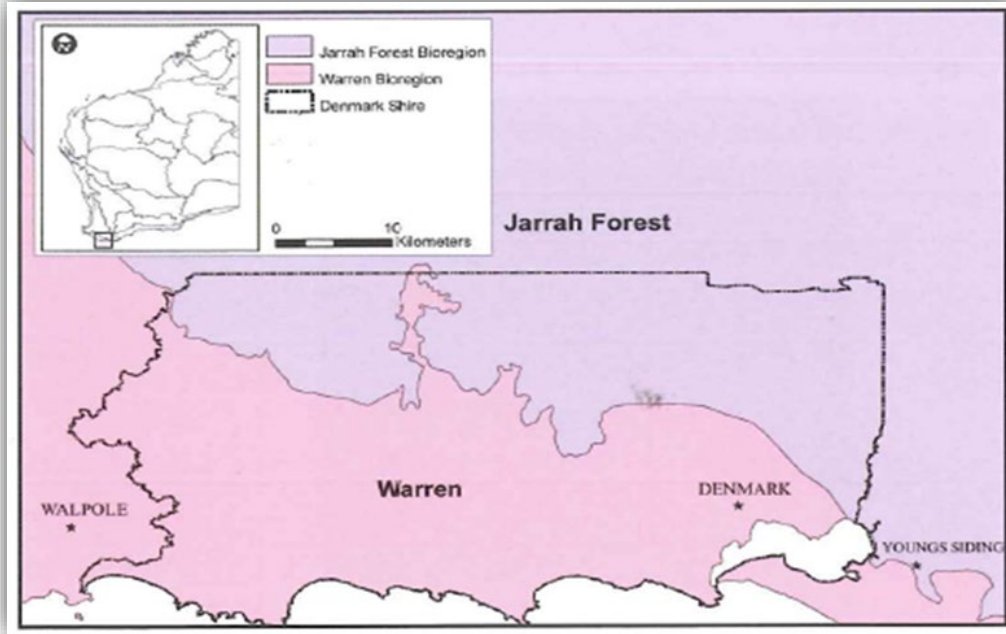 Jarrah Forest Bioregion
Warren Bioregion
Denmark Shire
0 10
Kilometers
Jarrah Forest
Warren
DENMARK
WALPOLE
YOUNGS SIDING